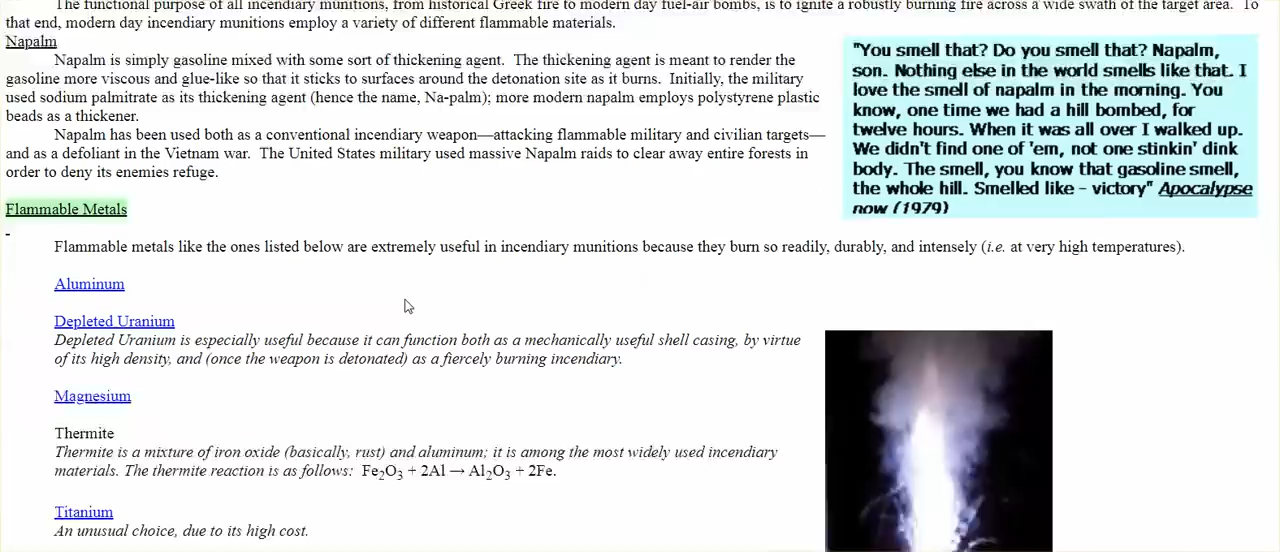 The functional purpose of all incendiary munitions, from historical Greek fire to modern day fuel-air bombs, is to ignite a robustly burning fire across a wide swath of the target area. To
that end, modern day incendiary munitions employ a variety of different flammable materials.
Napalm
Napalm is simply gasoline mixed with some sort of thickening agent. The thickening agent is meant to render the
gasoline more viscous and glue-like so that it sticks to surfaces around the detonation site as it burns. Initially, the military
used sodium palmitrate as its thickening agent (hence the name, Na-palm); more modern napalm employs polystyrene plastic
beads as a thickener.
Napalm has been used both as a conventional incendiary weapon—attacking flammable military and civilian targets—
and as a defoliant in the Vietnam war. The United States military used massive Napalm raids to clear away entire forests in
order to deny its enemies refuge.
"You smell that? Do you smell that? Napalm,
son. Nothing else in the world smells like that. I
love the smell of napalm in the morning. You
know, one time we had a hill bombed, for
twelve hours. When it was all over I walked up.
We didn't find one of 'em, not one stinkin' dink
body. The smell, you know that gasoline smell,
the whole hill. Smelled like - victory" Apocalypse
now (1979)
Flammable Metals
Flammable metals like the ones listed below are extremely useful in incendiary munitions because they burn so readily, durably, and intensely (i.e. at very high temperatures).
Aluminum
Depleted Uranium
Depleted Uranium is especially useful because it can function both as a mechanically useful shell casing, by virtue
of its high density, and (once the weapon is detonated) as a fiercely burning incendiary.
Magnesium
Thermite
Thermite is a mixture of iron oxide (basically, rust) and aluminum; it is among the most widely used incendiary
materials. The thermite reaction is as follows: Fe2O3 + 2Al → Al2O3 + 2Fe.
Titanium
An unusual choice, due to its high cost.